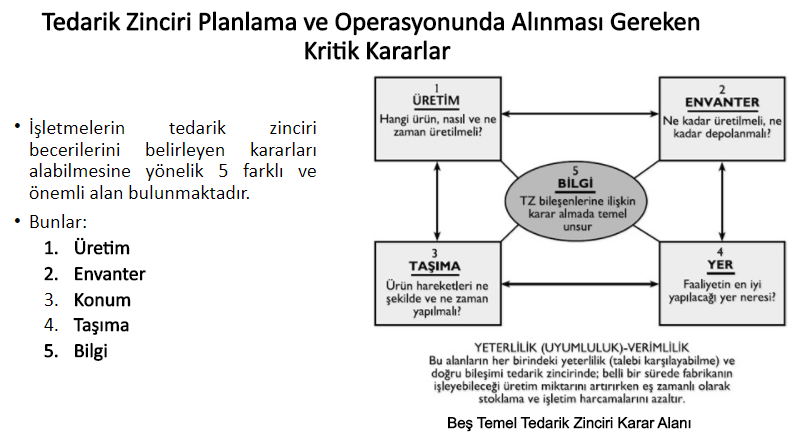 Tedarik Zinciri Planlama ve Operasyonunda Alınması Gereken
Kritik Kararlar
• İşletmelerin tedarik zinciri
becerilerini belirleyen kararları
alabilmesine yönelik 5 farklı ve
önemli alan bulunmaktadır.
• Bunlar:
1. Üretim
2. Envanter
3. Konum
4. Taşıma
5. Bilgi
1
ÜRETİM
Hangi ürün, nasıl ve ne
zaman üretilmeli?
2
ENVANTER
Ne kadar üretilmeli, ne
kadar depolanmalı?
5
BİLGİ
TZ bileşenlerine ilişkin
karar almada temel
unsur
3
TAŞIMA
Ürün hareketleri ne
şekilde ve ne zaman
yapılmalı?
4
YER
Faaliyetin en iyi
yapılacağı yer neresi?
YETERLİLİK (UYUMLULUK)-VERİMLİLİK
Bu alanların her birindeki yeterlilik (talebi karşılayabilme) ve
doğru bileşimi tedarik zincirinde; belli bir sürede fabrikanın
işleyebileceği üretim miktarını artırırken eş zamanlı olarak
stoklama ve işletim harcamalarını azaltır.
Beş Temel Tedarik Zinciri Karar Alanı